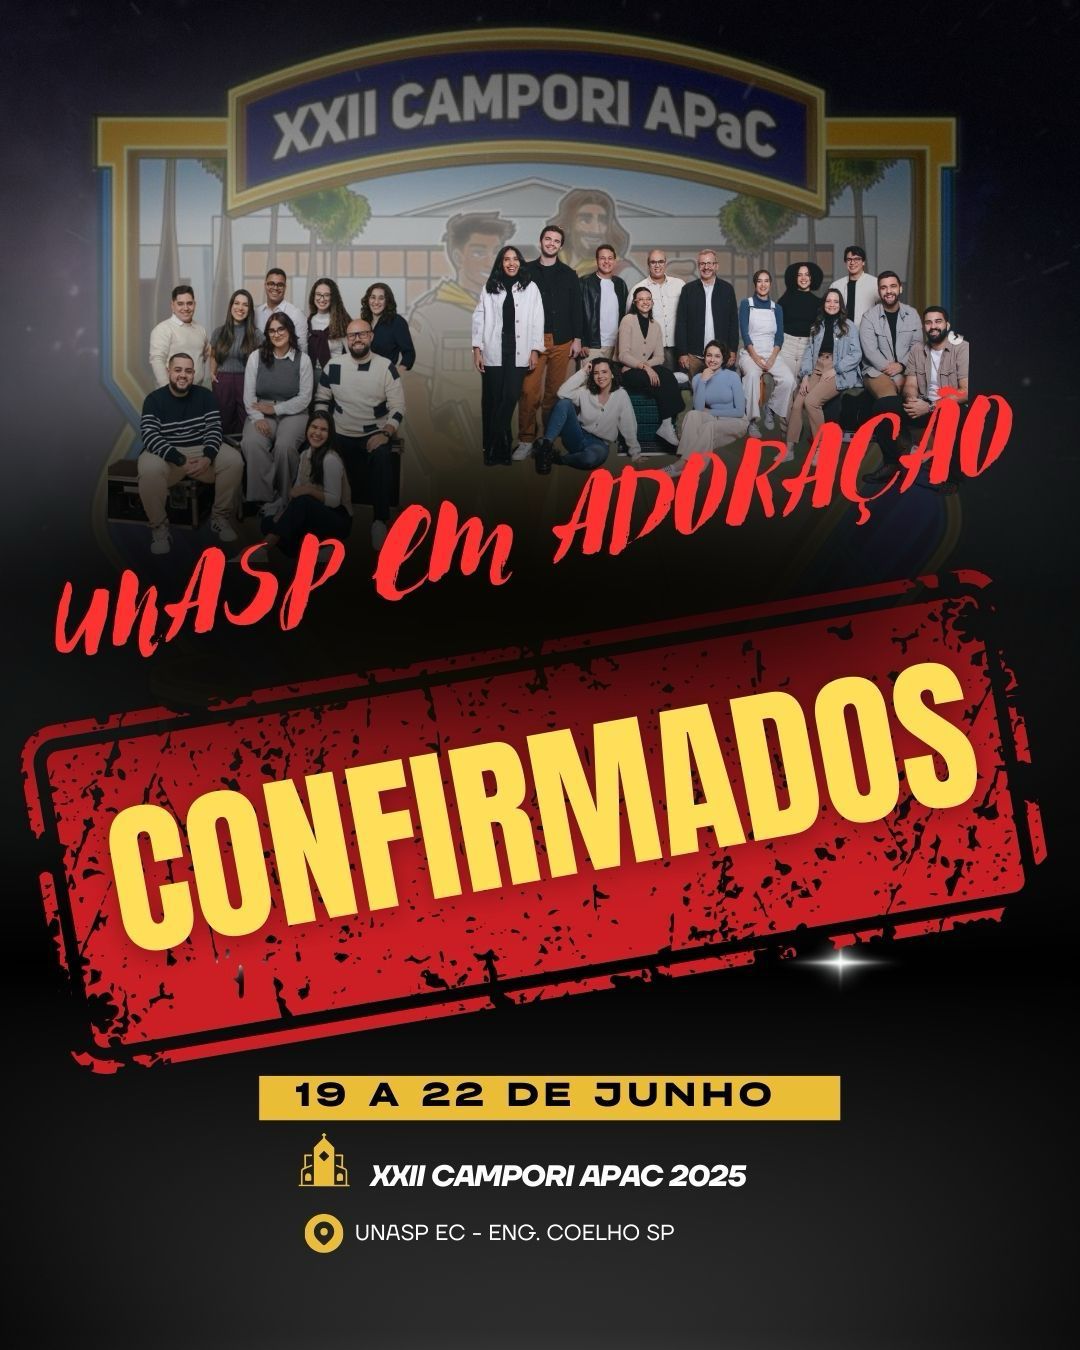 XXII CAMPORI APaC
UNASP Em ADORAÇÃO
CONFIRMADOS
19 A 22 DE JUNHO
XXII CAMPORI APAC 2025
UNASP EC - ENG. COELHO SP